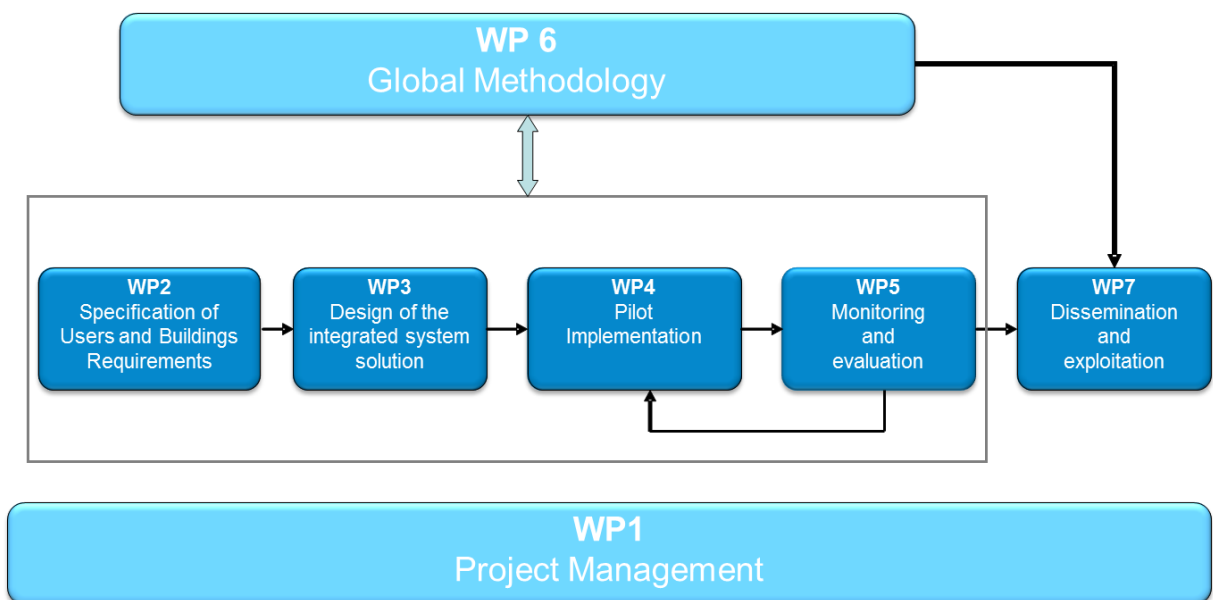 WP 6
Global Methodology
WP2
Specification of
Users and Buildings
Requirements
WP3
Design of the
integrated system
solution
WP4
Pilot
Implementation
WP5
Monitoring
and
evaluation
WP7
Dissemination
and
exploitation
WP1
Project Management